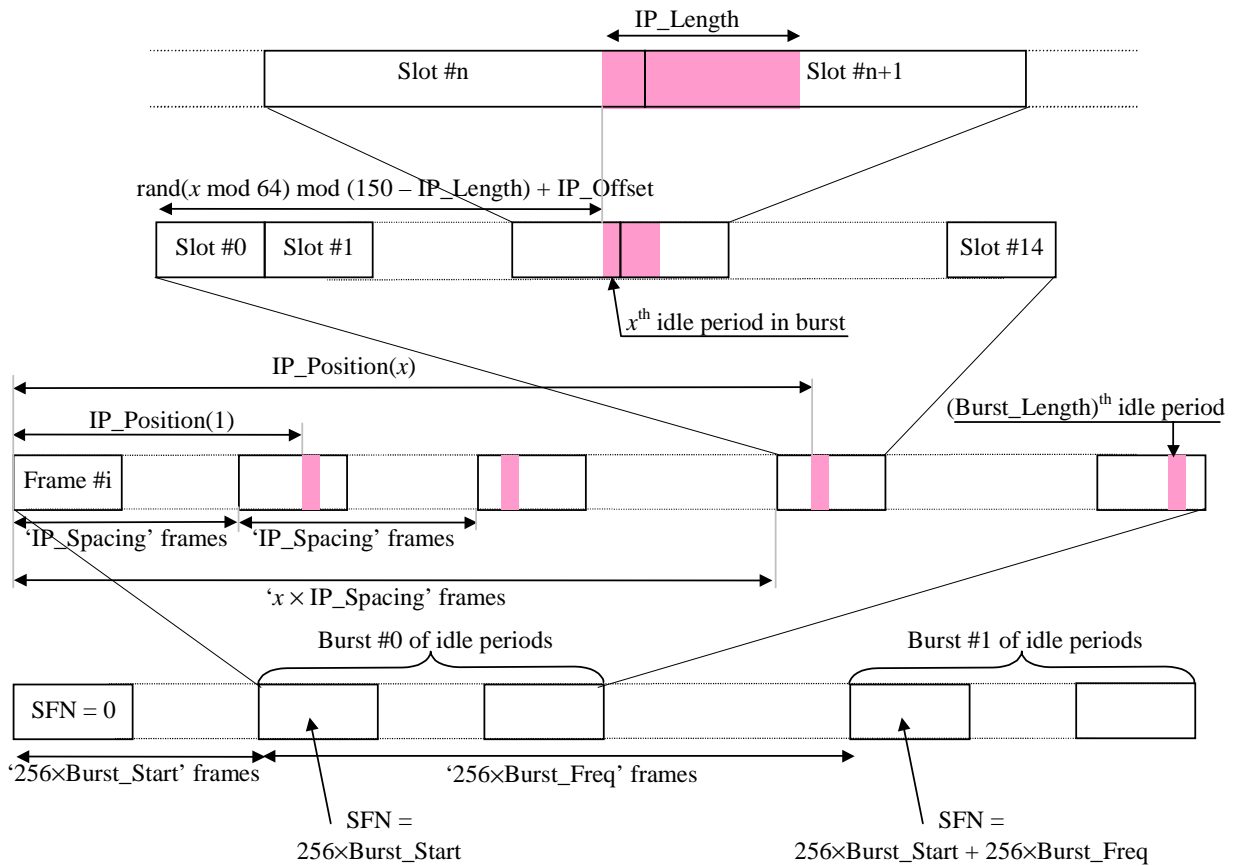 IP_Length
Slot #n
Slot #n+1
rand(x mod 64) mod (150 – IP_Length) + IP_Offset
Slot #0
Slot #1
Slot #14
xth idle period in burst
IP_Position(x)
(Burst_Length)th idle period
IP_Position(1)
Frame #i
‘IP_Spacing’ frames
‘IP_Spacing’ frames
‘x × IP_Spacing’ frames
Burst #0 of idle periods
Burst #1 of idle periods
SFN = 0
‘256×Burst_Start’ frames
‘256×Burst_Freq’ frames
SFN =
256×Burst_Start
SFN =
256×Burst_Start + 256×Burst_Freq